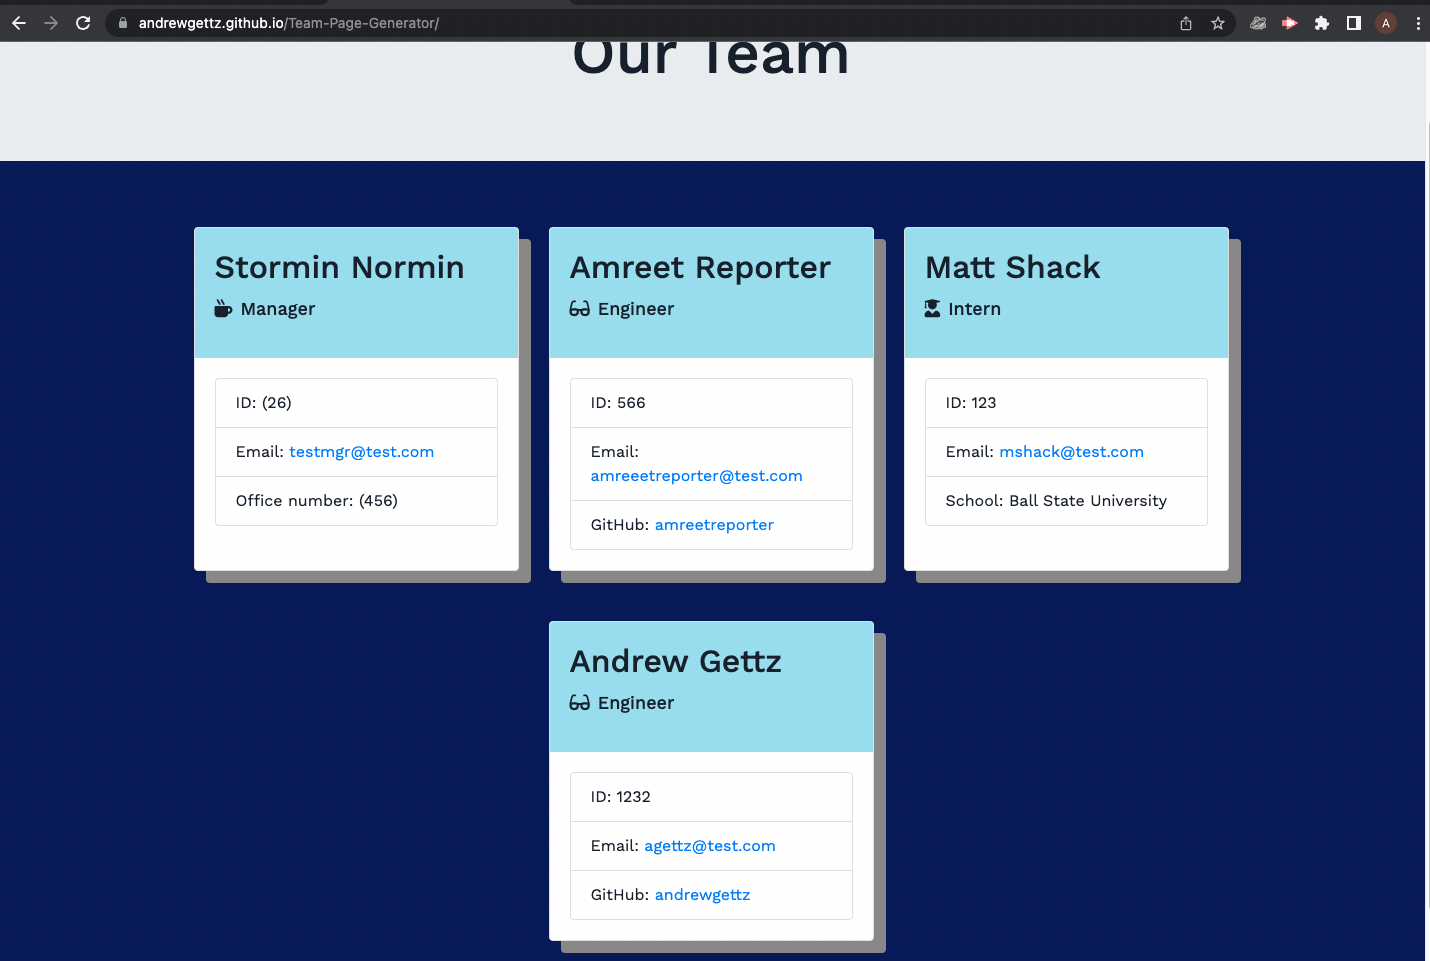 andrewgettz.github.io/Team-Page-Generator/
A
Our Team
Stormin Normin
Manager
ID: (26)
Email: testmgr@test.com
Office number: (456)
Amreet Reporter
Engineer
ID: 566
Email:
amreeetreporter@test.com
GitHub: amreetreporter
Matt Shack
Intern
ID: 123
Email: mshack@test.com
School: Ball State University
Andrew Gettz
Engineer
ID: 1232
Email: agettz@test.com
GitHub: andrewgettz